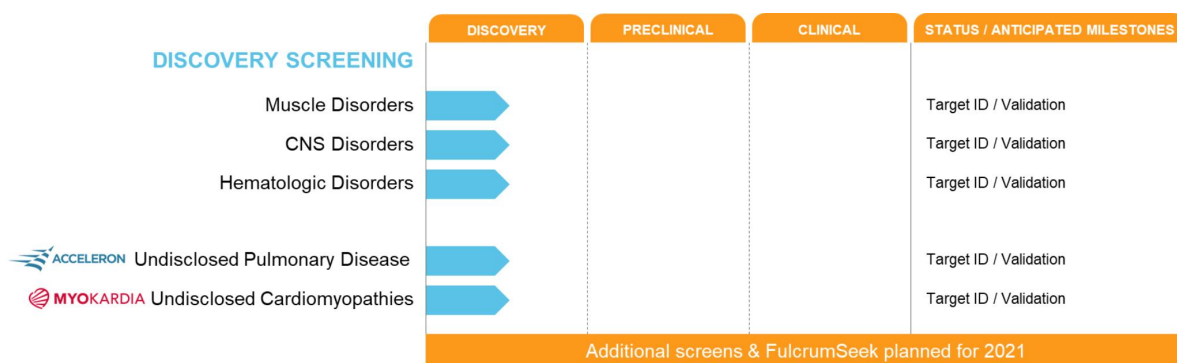 DISCOVERY PRECLINICAL CLINICAL STATUS / ANTICIPATED MILESTONES
DISCOVERY SCREENING
Muscle Disorders Target ID / Validation
CNS Disorders Target ID / Validation
Hematologic Disorders Target ID / Validation
ACCELERON Undisclosed Pulmonary Disease Target ID / Validation
MYOKARDIA Undisclosed Cardiomyopathies Target ID / Validation
Additional screens & FulcrumSeek planned for 2021